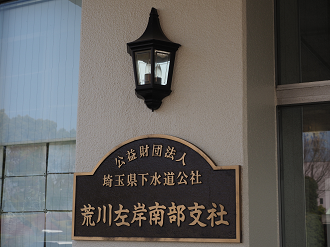 公益財団法人
埼玉県下水道公社
荒川左岸南部支社